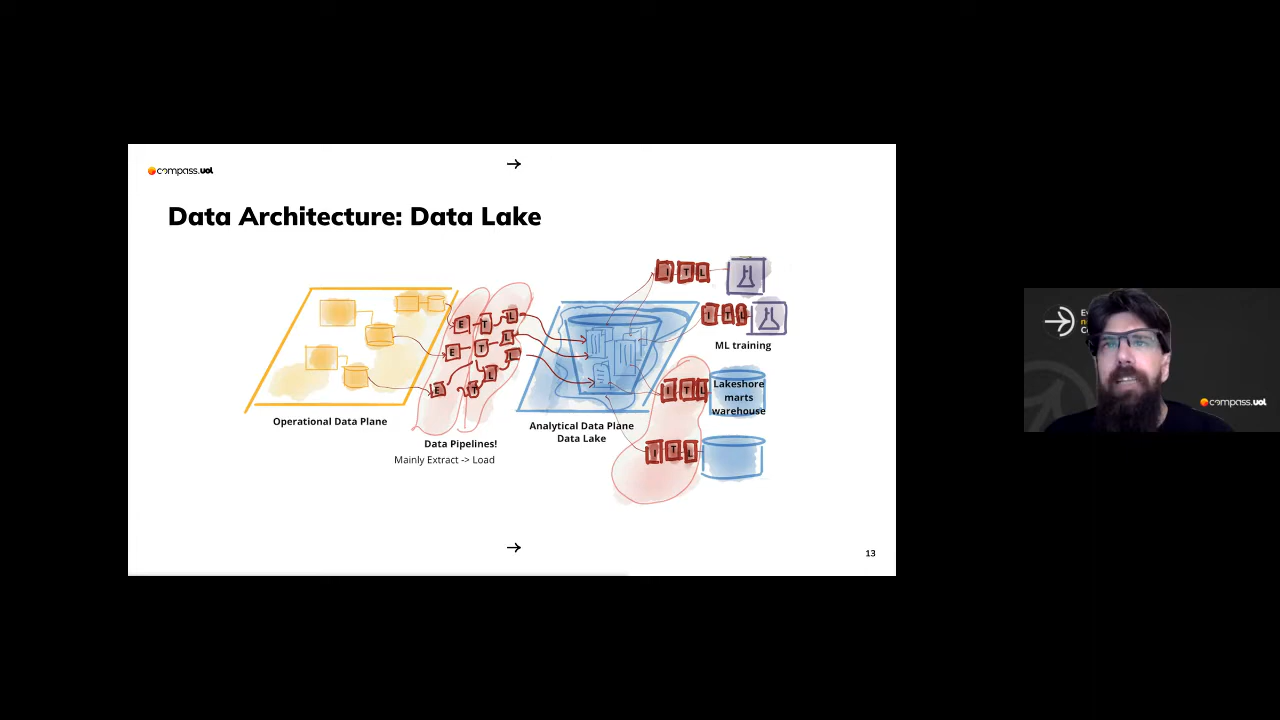 compass.uol
Data Architecture: Data Lake
I T L
I T L
ML training
E T L
E T L
E T L
Operational Data Plane
Data Pipelines!
Mainly Extract -> Load
Analytical Data Plane
Data Lake
I T L
Lakeshore
marts
warehouse
I T L
13
compass.uol